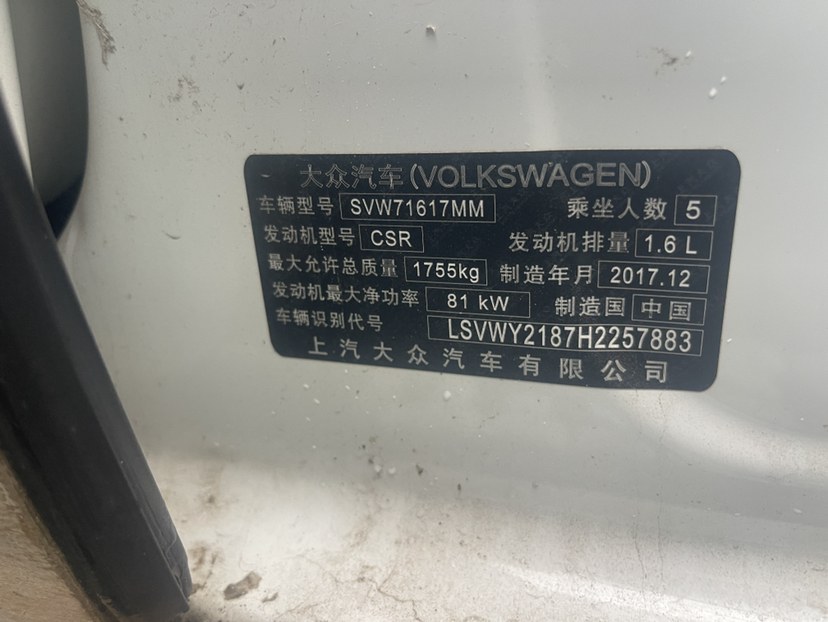 大众汽车(VOLKSWAGEN)
车辆型号 SVW71617MM 乘坐人数 5
发动机型号 CSR 发动机排量 1.6 L
最大允许总质量 1755kg 制造年月 2017.12
发动机最大净功率 81 kW 制造国 中国
车辆识别代号 LSVWY2187H2257883
上汽大众汽车有限公司